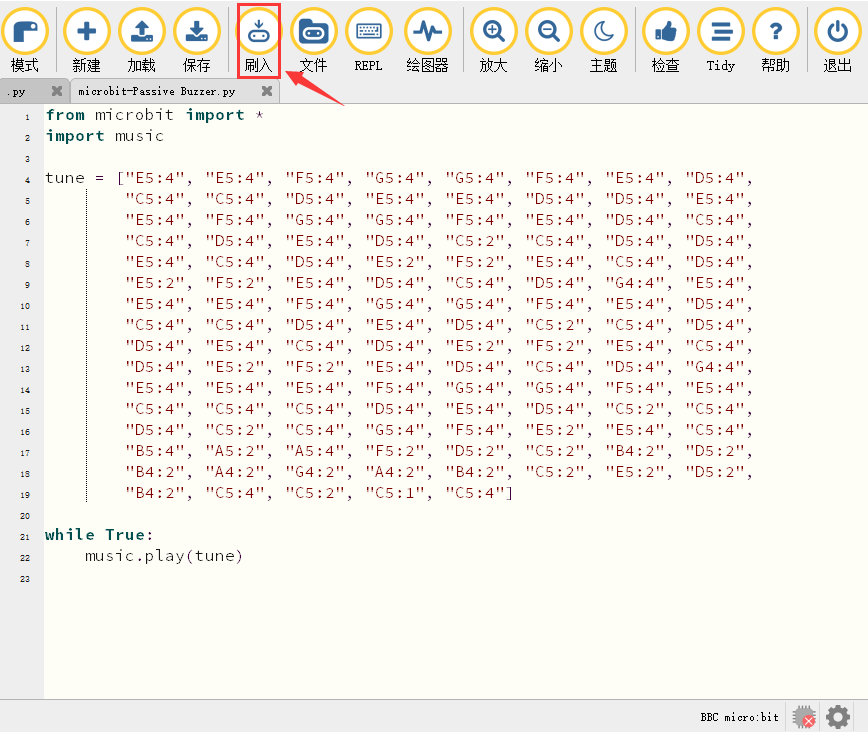 模式 新建 加载 保存 刷入 文件 REPL 绘图器 放大 缩小 主题 检查 Tidy 帮助 退出
.py microbit-Passive Buzzer.py
1 from microbit import *
2 import music
3
4 tune = ["E5:4", "E5:4", "F5:4", "G5:4", "G5:4", "F5:4", "E5:4", "D5:4",
5 "C5:4", "C5:4", "D5:4", "E5:4", "E5:4", "D5:4", "D5:4", "E5:4",
6 "E5:4", "F5:4", "G5:4", "G5:4", "F5:4", "E5:4", "D5:4", "C5:4",
7 "C5:4", "D5:4", "E5:4", "D5:4", "C5:2", "C5:4", "D5:4", "D5:4",
8 "E5:4", "C5:4", "D5:4", "E5:2", "F5:2", "E5:4", "C5:4", "D5:4",
9 "E5:2", "F5:2", "E5:4", "D5:4", "C5:4", "D5:4", "G4:4", "E5:4",
10 "E5:4", "E5:4", "F5:4", "G5:4", "G5:4", "F5:4", "E5:4", "D5:4",
11 "C5:4", "C5:4", "D5:4", "E5:4", "D5:4", "C5:2", "C5:4", "D5:4",
12 "D5:4", "E5:4", "C5:4", "D5:4", "E5:2", "F5:2", "E5:4", "C5:4",
13 "D5:4", "E5:2", "F5:2", "E5:4", "D5:4", "C5:4", "D5:4", "G4:4",
14 "E5:4", "E5:4", "E5:4", "F5:4", "G5:4", "G5:4", "F5:4", "E5:4",
15 "C5:4", "C5:4", "C5:4", "D5:4", "E5:4", "D5:4", "C5:2", "C5:4",
16 "D5:4", "C5:2", "C5:4", "G5:4", "F5:4", "E5:2", "E5:4", "C5:4",
17 "B5:4", "A5:2", "A5:4", "F5:2", "D5:2", "C5:2", "B4:2", "D5:2",
18 "B4:2", "A4:2", "G4:2", "A4:2", "B4:2", "C5:2", "E5:2", "D5:2",
19 "B4:2", "C5:4", "C5:2", "C5:1", "C5:4"]
20
21 while True:
22 music.play(tune)
23
BBC micro:bit